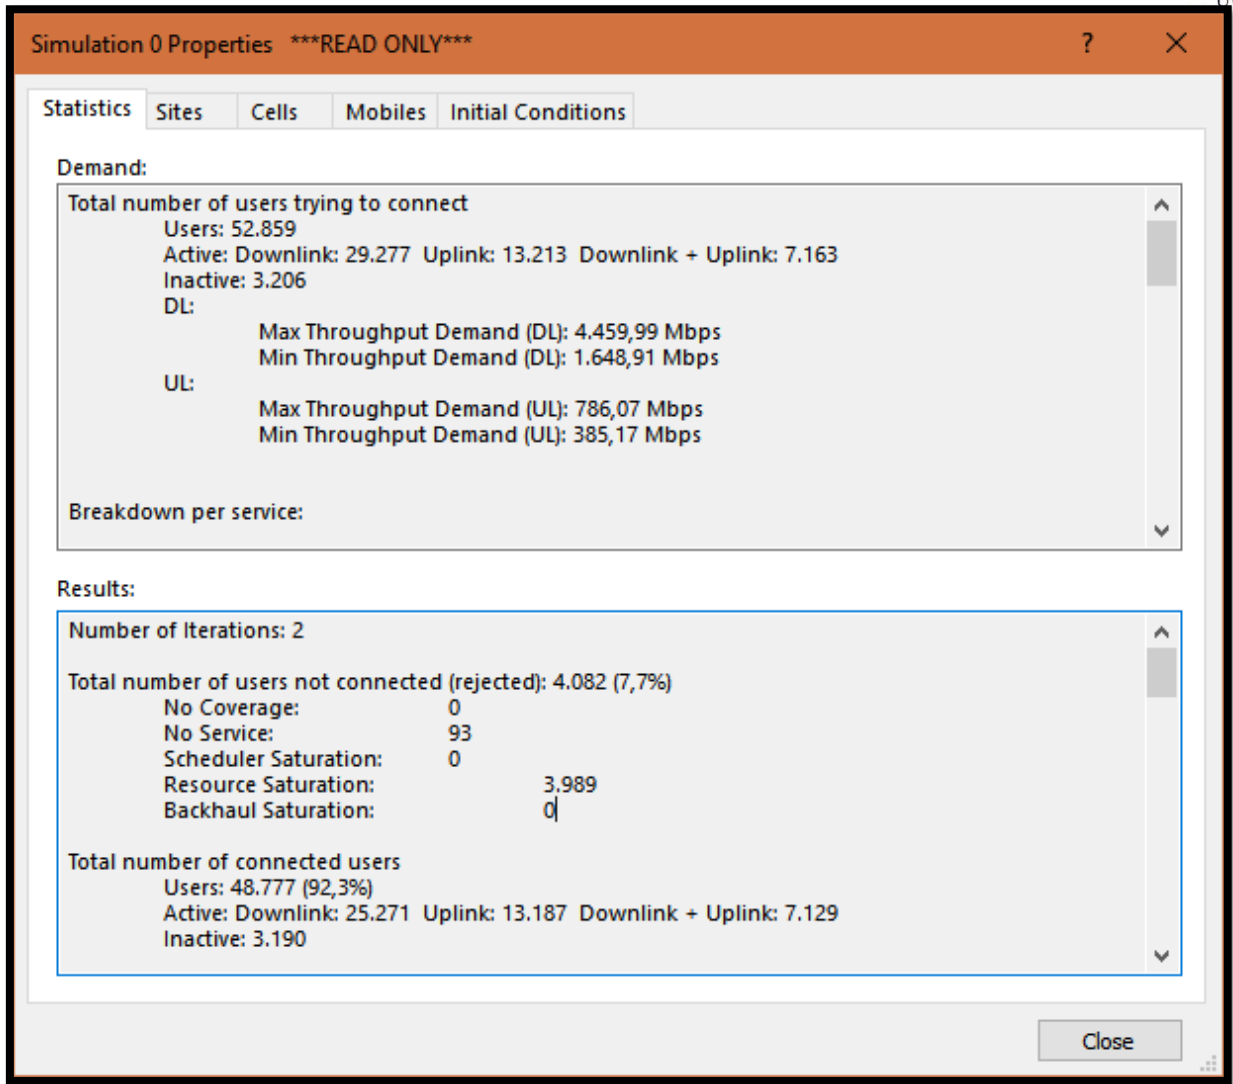 Simulation 0 Properties ***READ ONLY***
Statistics Sites Cells Mobiles Initial Conditions
Demand:
Total number of users trying to connect
Users: 52.859
Active: Downlink: 29.277 Uplink: 13.213 Downlink + Uplink: 7.163
Inactive: 3.206
DL:
Max Throughput Demand (DL): 4.459,99 Mbps
Min Throughput Demand (DL): 1.648,91 Mbps
UL:
Max Throughput Demand (UL): 786,07 Mbps
Min Throughput Demand (UL): 385,17 Mbps
Breakdown per service:
Results:
Number of Iterations: 2
Total number of users not connected (rejected): 4.082 (7,7%)
No Coverage: 0
No Service: 93
Scheduler Saturation: 0
Resource Saturation: 3.989
Backhaul Saturation: 0
Total number of connected users
Users: 48.777 (92,3%)
Active: Downlink: 25.271 Uplink: 13.187 Downlink + Uplink: 7.129
Inactive: 3.190
Close